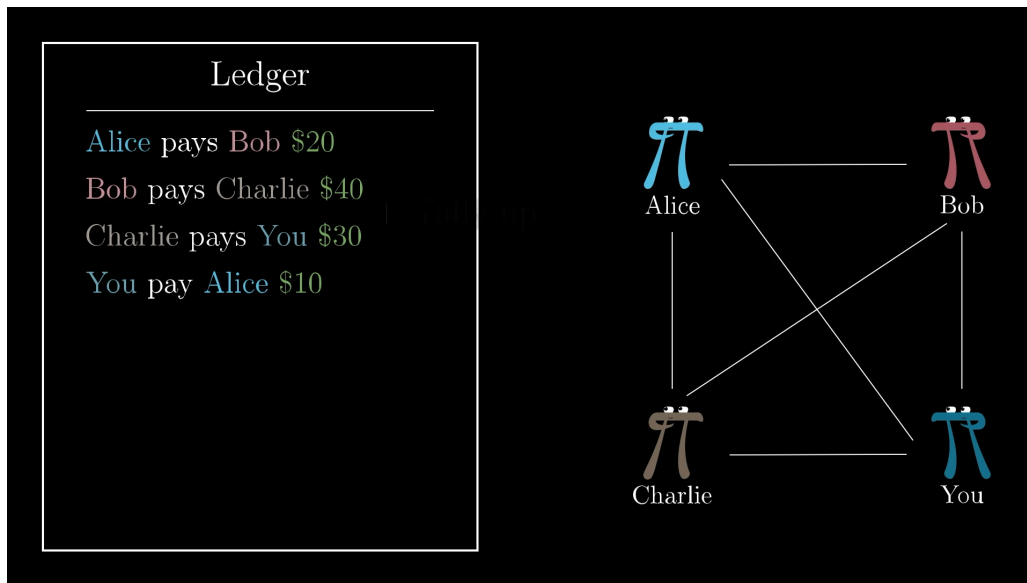 Ledger
Alice pays Bob $20
Bob pays Charlie $40
Charlie pays You $30
You pay Alice $10
Alice
Bob
Charlie
You